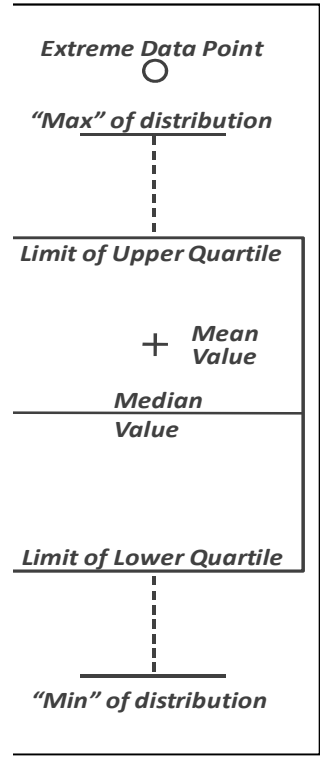 Extreme Data Point
“Max” of distribution
Limit of Upper Quartile
Mean
Value
Median
Value
Limit of Lower Quartile
“Min” of distribution